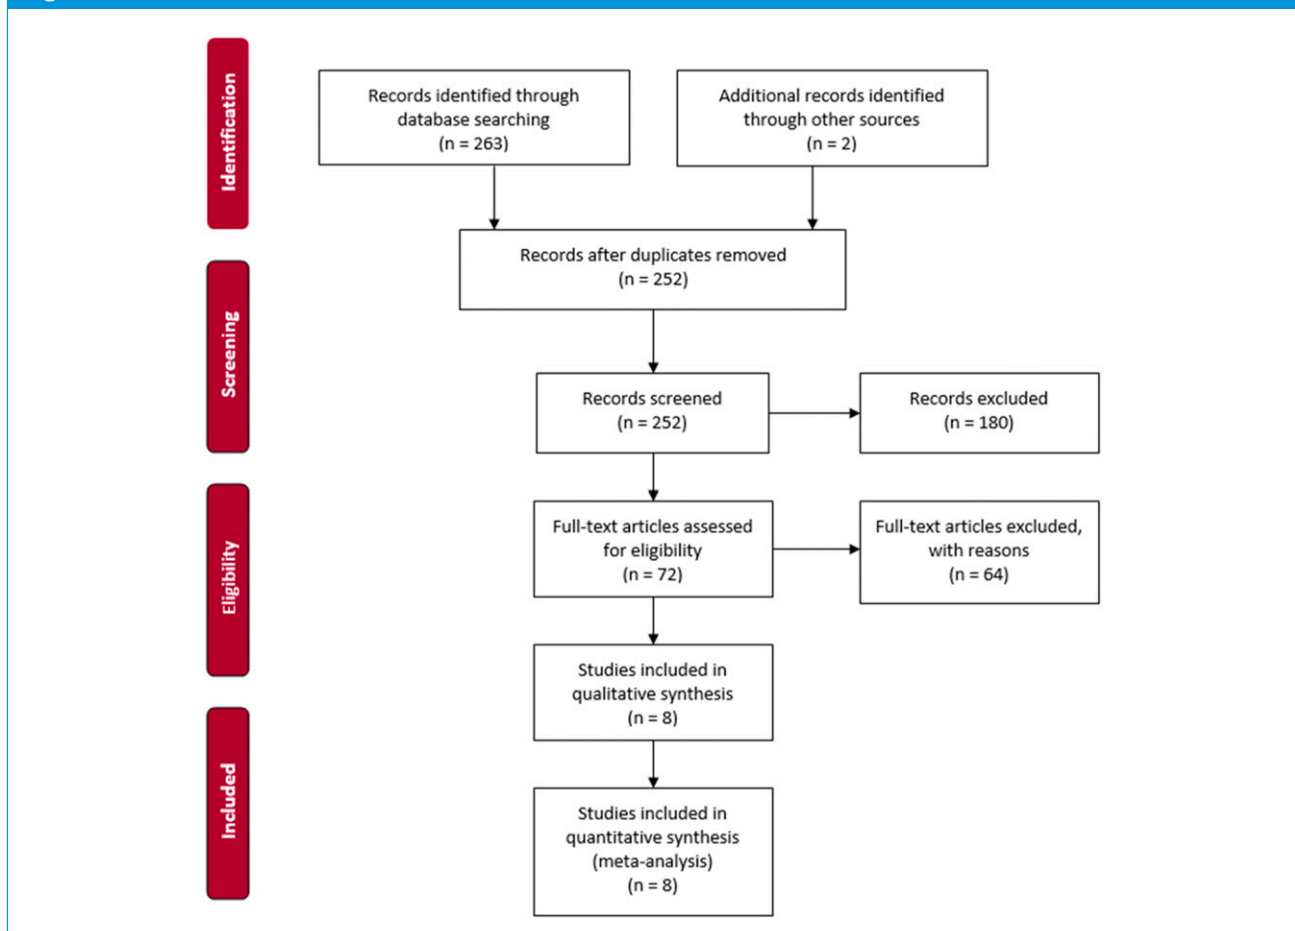 Identification
Records identified through
database searching
(n = 263)
Additional records identified
through other sources
(n = 2)
Records after duplicates removed
(n = 252)
Screening
Records screened
(n = 252)
Records excluded
(n = 180)
Eligibility
Full-text articles assessed
for eligibility
(n = 72)
Full-text articles excluded,
with reasons
(n = 64)
Studies included in
qualitative synthesis
(n = 8)
Included
Studies included in
quantitative synthesis
(meta-analysis)
(n = 8)